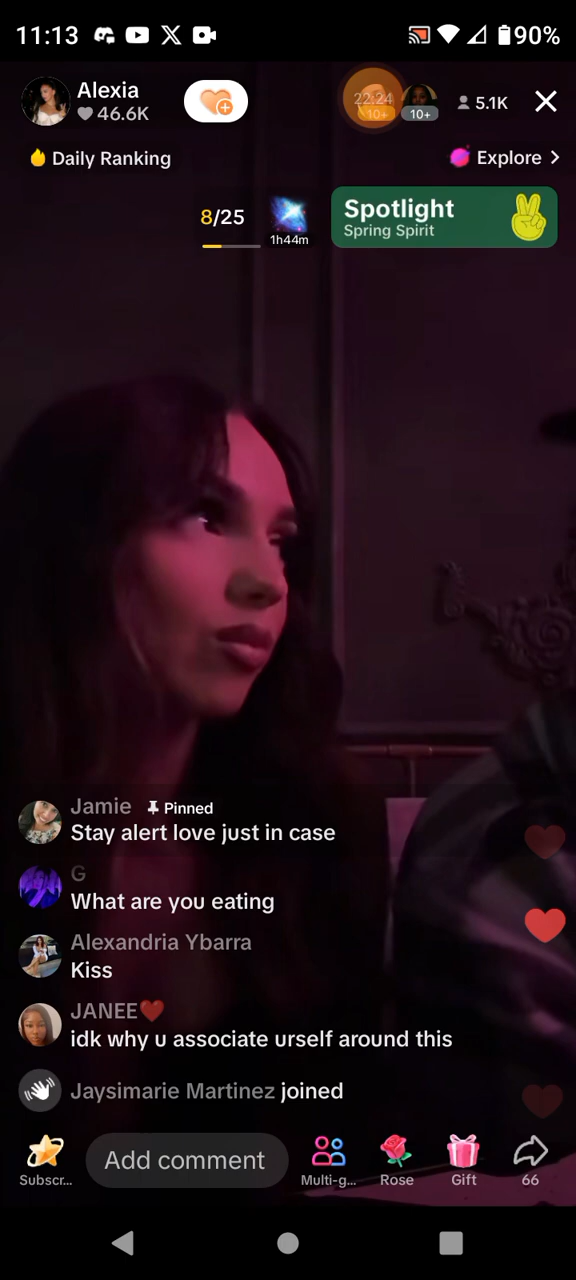 11:13
90%
Alexia
46.6K
22:24
10+
10+
5.1K
Daily Ranking
Explore
8/25
1h44m
Spotlight
Spring Spirit
Jamie Pinned
Stay alert love just in case
G
What are you eating
Alexandria Ybarra
Kiss
JANEE❤️
idk why u associate urself around this
Jaysimarie Martinez joined
Add comment
Subscr...
Multi-g...
Rose
Gift
66